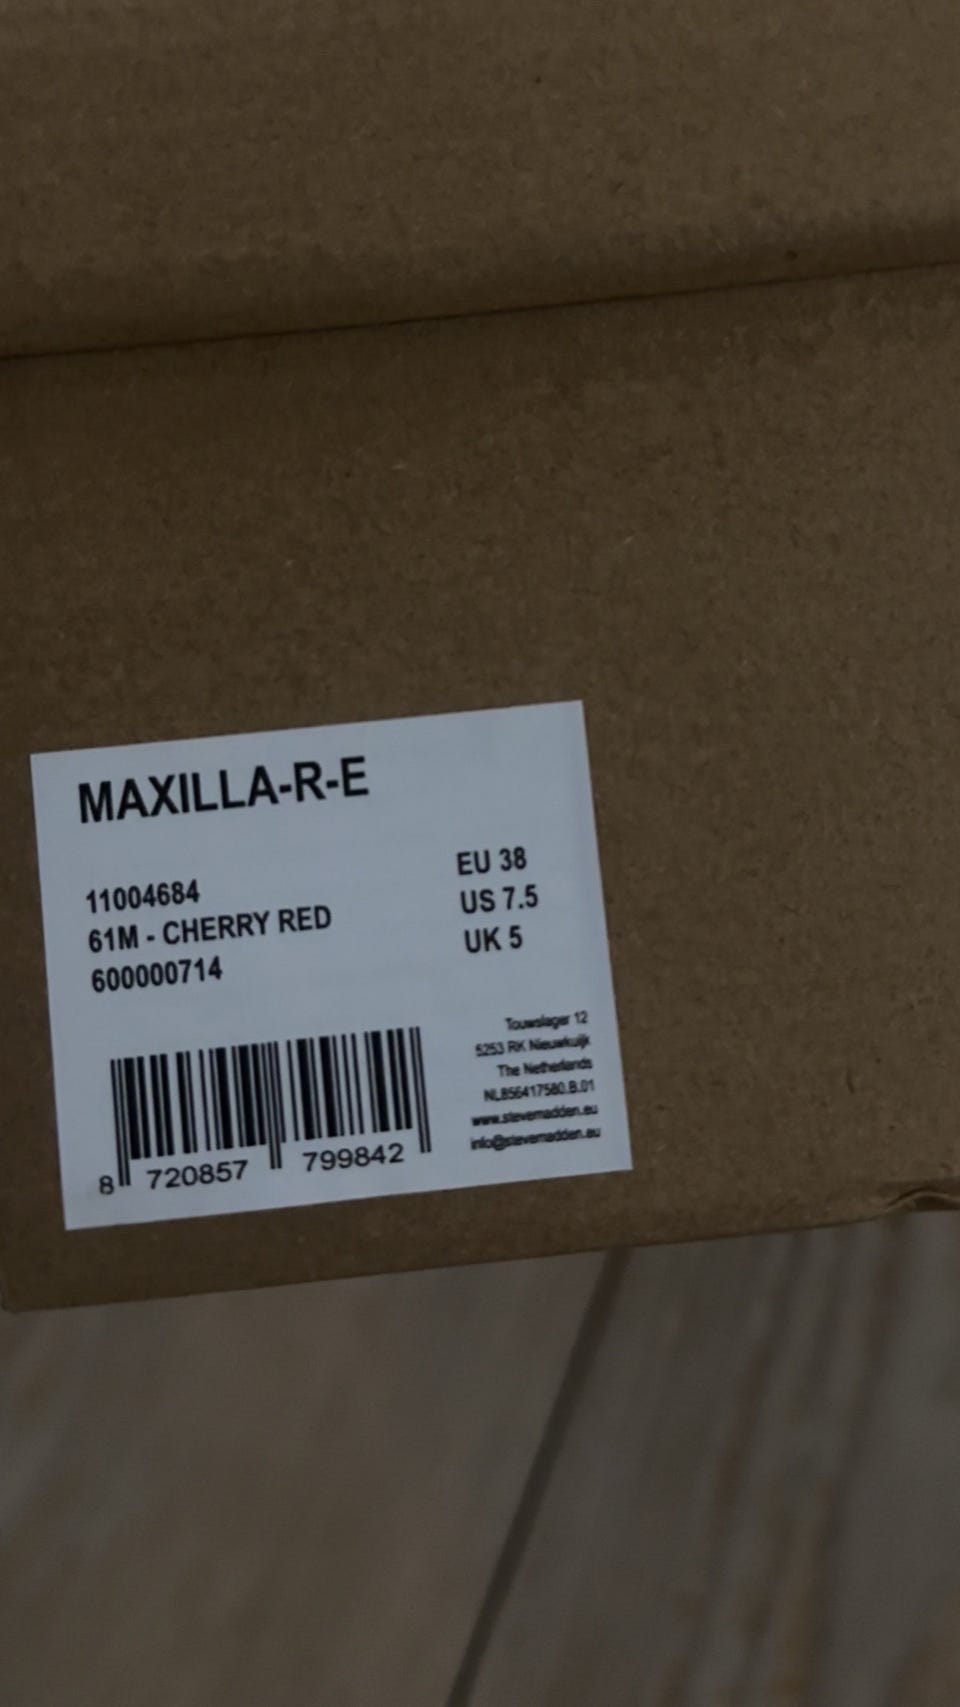 MAXILLA-R-E
11004684
61M - CHERRY RED
600000714
EU 38
US 7.5
UK 5
Touwslager 12
5253 RK Nieuwkuijk
The Netherlands
NL856417580.B.01
www.stevemadden.eu
info@stevemadden.eu
8 720857 799842